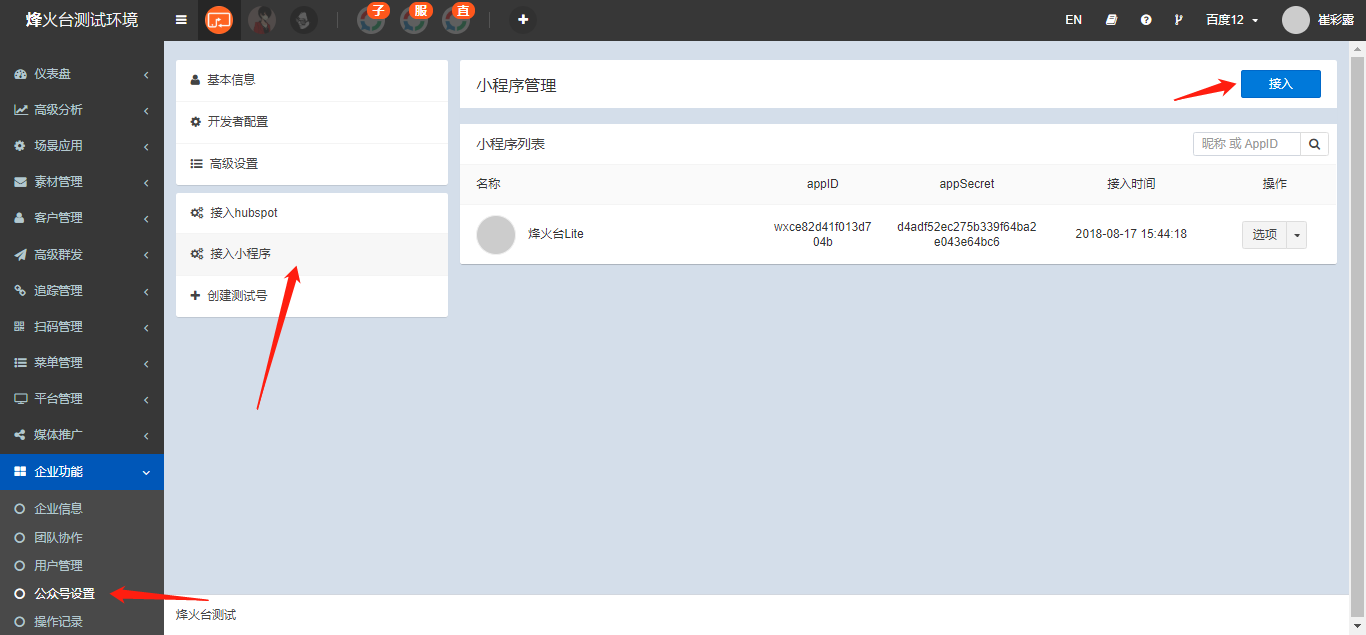 烽火台测试环境
子
服
直
EN
百度12
崔彩霞
仪表盘
高级分析
场景应用
素材管理
客户管理
高级群发
追踪管理
扫码管理
菜单管理
平台管理
媒体推广
企业功能
企业信息
团队协作
用户管理
公众号设置
操作记录
基本信息
开发者配置
高级设置
接入hubspot
接入小程序
创建测试号
小程序管理
接入
小程序列表
昵称 或 AppID
名称
appID
appSecret
接入时间
操作
烽火台Lite
wxce82d41f013d7
04b
d4adf52ec275b339f64ba2
e043e64bc6
2018-08-17 15:44:18
选项
烽火台测试